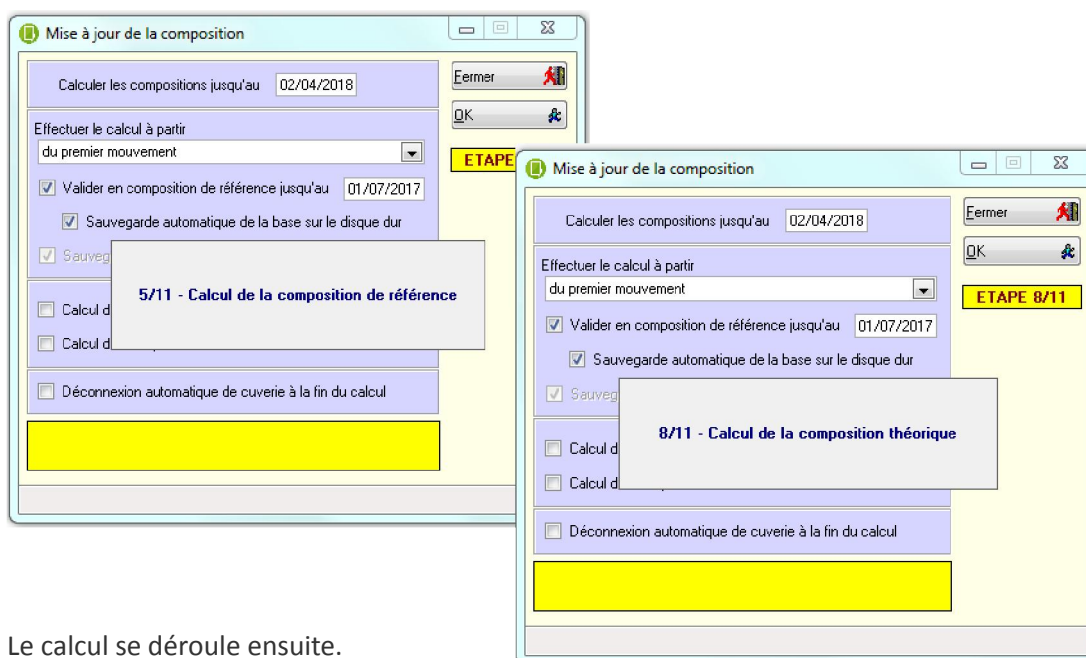 Mise à jour de la composition
Calculer les compositions jusqu'au 02/04/2018
Fermer
OK
Effectuer le calcul à partir
du premier mouvement
ETAPE
Valider en composition de référence jusqu'au 01/07/2017
Sauvegarde automatique de la base sur le disque dur
Sauveg
5/11 - Calcul de la composition de référence
Calcul d
Calcul d
Déconnexion automatique de cuverie à la fin du calcul
Mise à jour de la composition
Calculer les compositions jusqu'au 02/04/2018
Fermer
OK
Effectuer le calcul à partir
du premier mouvement
ETAPE 8/11
Valider en composition de référence jusqu'au 01/07/2017
Sauvegarde automatique de la base sur le disque dur
Sauveg
8/11 - Calcul de la composition théorique
Calcul d
Calcul d
Déconnexion automatique de cuverie à la fin du calcul
Le calcul se déroule ensuite.